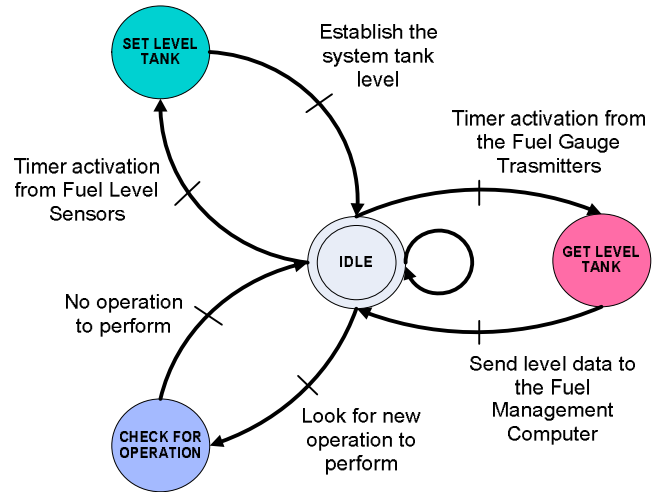 SET LEVEL
TANK
Establish the
system tank
level
Timer activation from
the Fuel Gauge
Trasmitters
Timer activation
from Fuel Level
Sensors
IDLE
GET LEVEL
TANK
No operation
to perform
Send level data to
the Fuel
Management
Computer
Look for new
operation to
perform
CHECK FOR
OPERATION